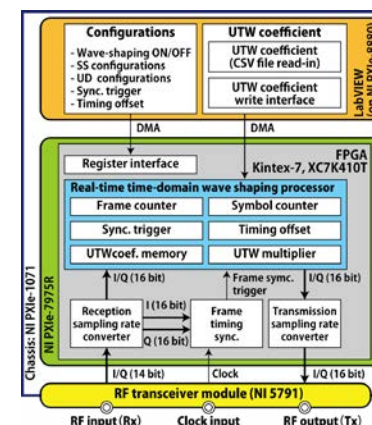 Configurations
- Wave-shaping ON/OFF
- SS configurations
- UD configurations
- Sync. trigger
- Timing offset
UTW coefficient
UTW coefficient
(CSV file read-in)
UTW coefficient
write interface
LabVIEW
(on NI PXIe-8880)
DMA
DMA
FPGA
Kintex-7, XC7K410T
Register interface
Real-time time-domain wave shaping processor
Frame counter
Symbol counter
Sync. trigger
Timing offset
UTWcoef. memory
UTW multiplier
I/Q (16 bit)
Frame symc.
trigger
I/Q (16 bit)
Reception
sampling rate
converter
I (16 bit)
Q (16 bit)
Frame
timing
sync.
Transmission
sampling rate
converter
I/Q (14 bit)
Clock
I/Q (16 bit)
NI PXIe-7975R
Chassis: NI PXIe-1071
RF transceiver module (NI 5791)
RF input (Rx)
Clock input
RF output (Tx)